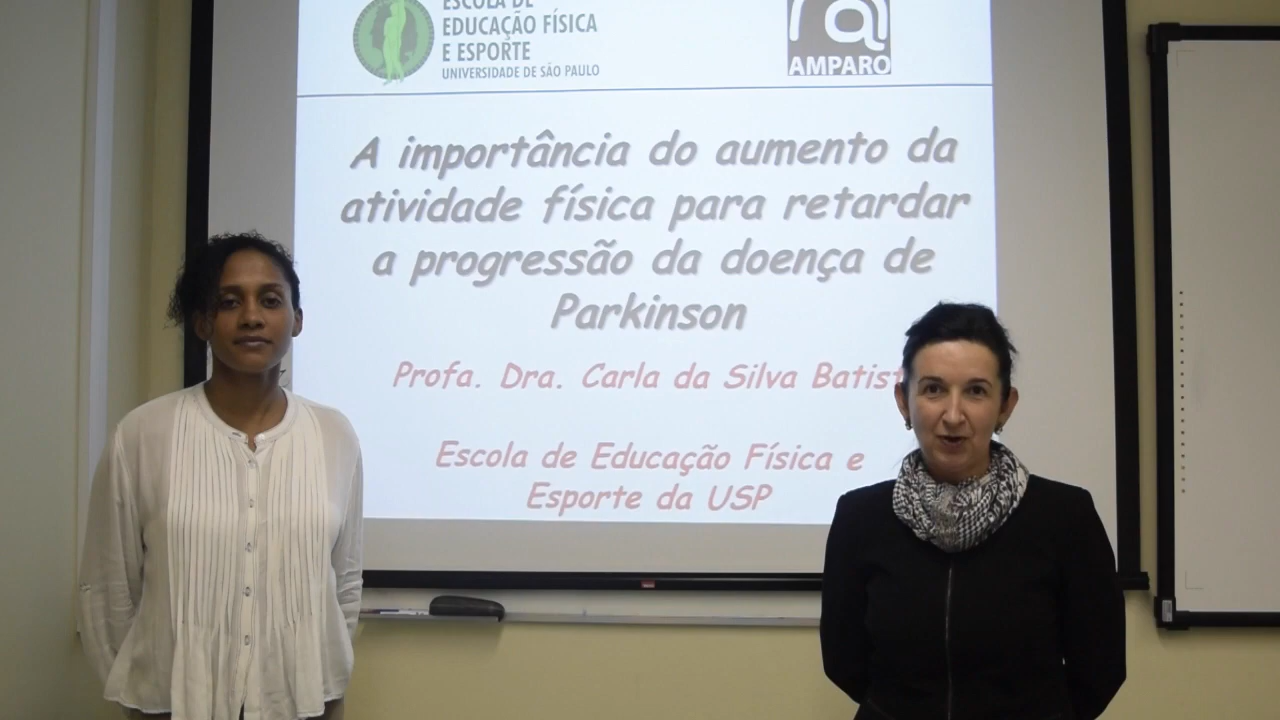 ESCOLA DE
EDUCAÇÃO FÍSICA
E ESPORTE
UNIVERSIDADE DE SÃO PAULO
AMPARO
A importância do aumento da
atividade física para retardar
a progressão da doença de
Parkinson
Profa. Dra. Carla da Silva Batist
Escola de Educação Física e
Esporte da USP